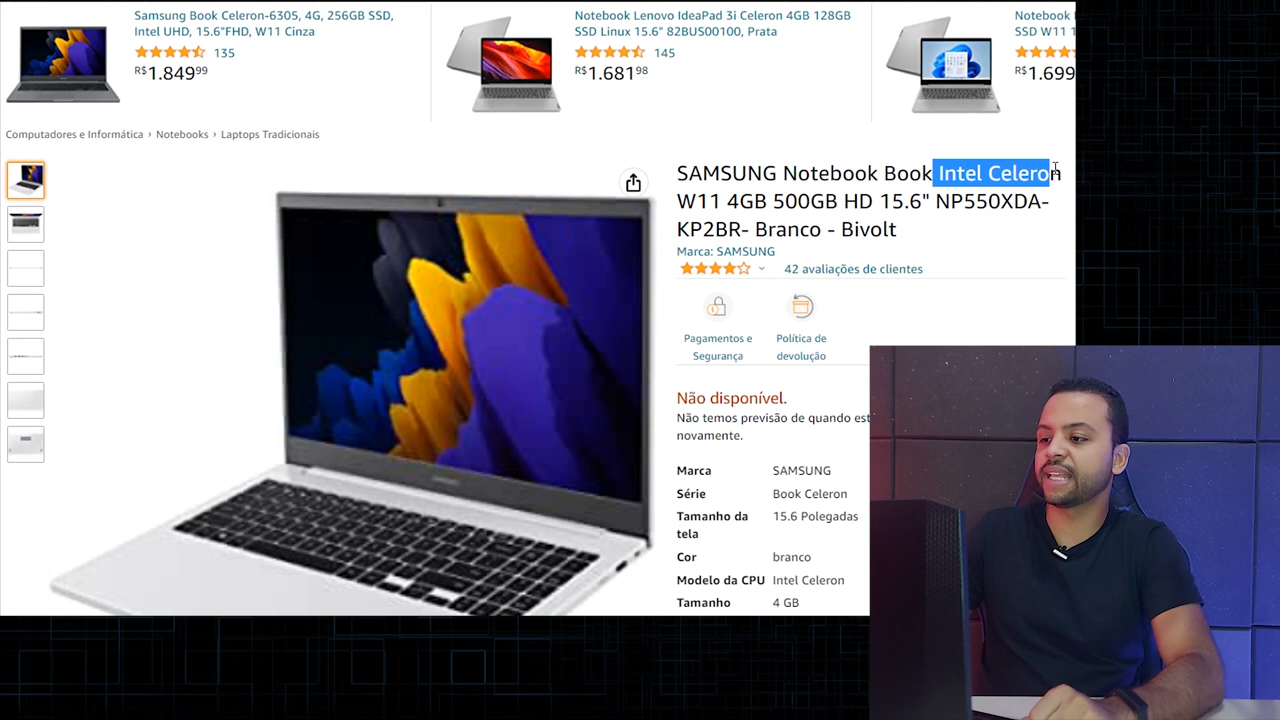 Samsung Book Celeron-6305, 4G, 256GB SSD,
Intel UHD, 15.6"FHD, W11 Cinza
135
R$1.849⁹⁹
Notebook Lenovo IdeaPad 3i Celeron 4GB 128GB
SSD Linux 15.6" 82BUS00100, Prata
145
R$1.681⁹⁸
Notebook
SSD W11 1
R$1.699
Computadores e Informática › Notebooks › Laptops Tradicionais
SAMSUNG Notebook Book Intel Celeron
W11 4GB 500GB HD 15.6" NP550XDA-
KP2BR- Branco - Bivolt
Marca: SAMSUNG
42 avaliações de clientes
Pagamentos e
Segurança
Política de
devolução
Não disponível.
Não temos previsão de quando est
novamente.
Marca SAMSUNG
Série Book Celeron
Tamanho da 15.6 Polegadas
tela
Cor branco
Modelo da CPU Intel Celeron
Tamanho 4 GB